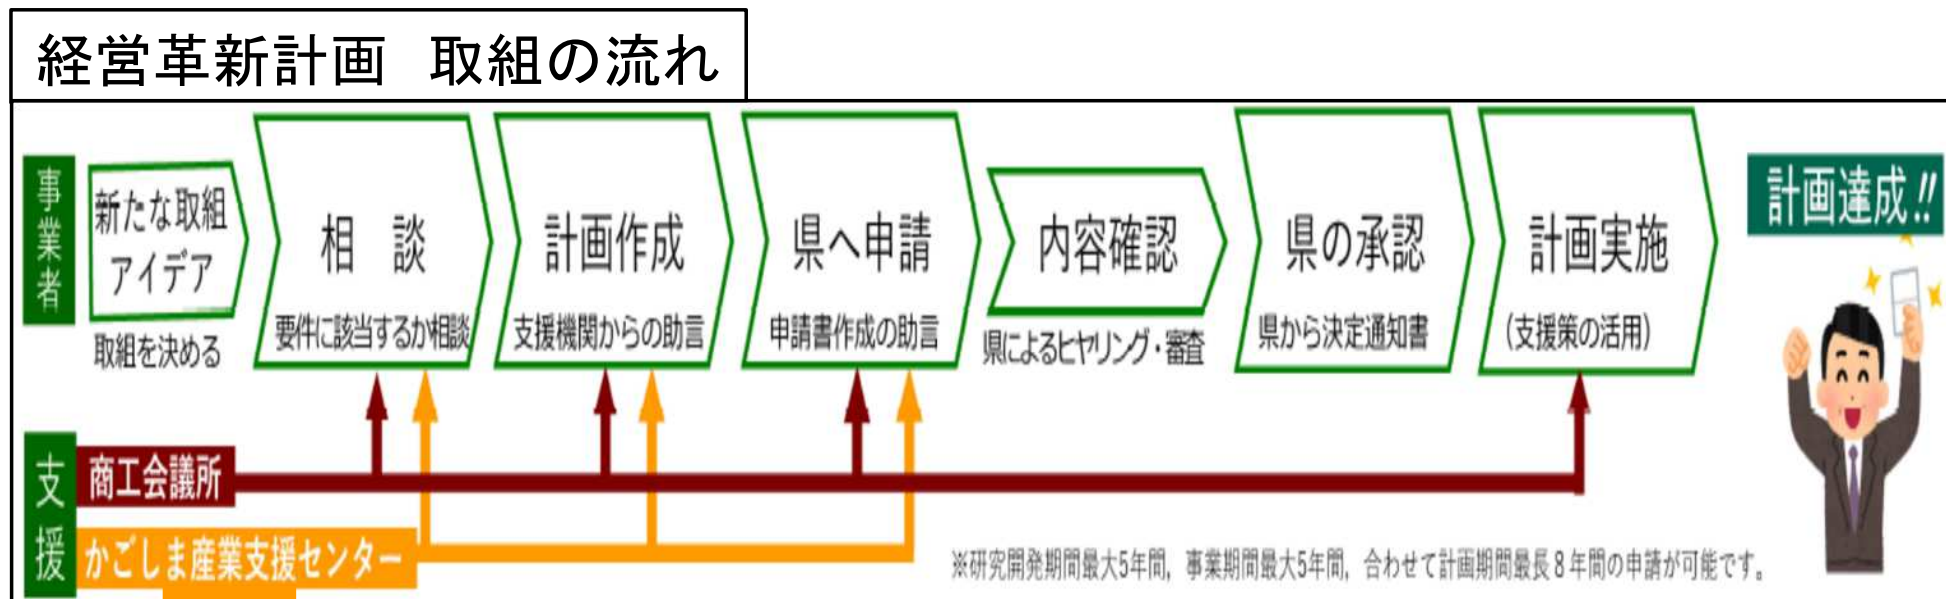 経営革新計画　取組の流れ
事業者
新たな取組
アイデア
取組を決める
相　談
要件に該当するか相談
計画作成
支援機関からの助言
県へ申請
申請書作成の助言
内容確認
県によるヒヤリング・審査
県の承認
県から決定通知書
計画実施
(支援策の活用)
計画達成!!
支援
商工会議所
かごしま産業支援センター
※研究開発期間最大5年間，事業期間最大5年間，合わせて計画期間最長８年間の申請が可能です。